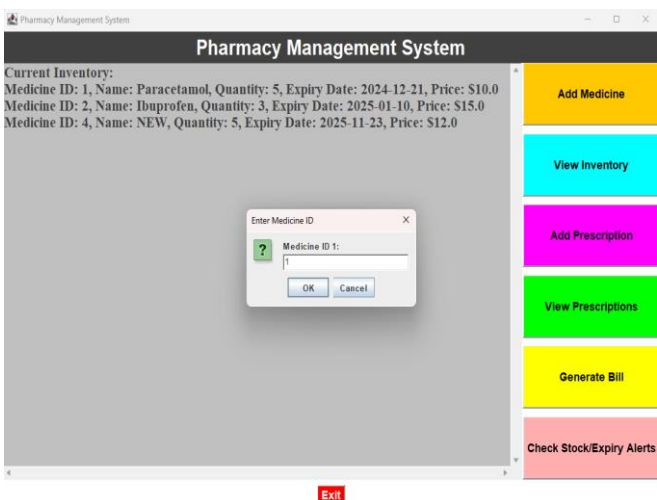 Pharmacy Management System
Pharmacy Management System
Current Inventory:
Medicine ID: 1, Name: Paracetamol, Quantity: 5, Expiry Date: 2024-12-21, Price: $10.0
Medicine ID: 2, Name: Ibuprofen, Quantity: 3, Expiry Date: 2025-01-10, Price: $15.0
Medicine ID: 4, Name: NEW, Quantity: 5, Expiry Date: 2025-11-23, Price: $12.0
Enter Medicine ID
Medicine ID 1:
1
OK Cancel
Add Medicine
View Inventory
Add Prescription
View Prescriptions
Generate Bill
Check Stock/Expiry Alerts
Exit